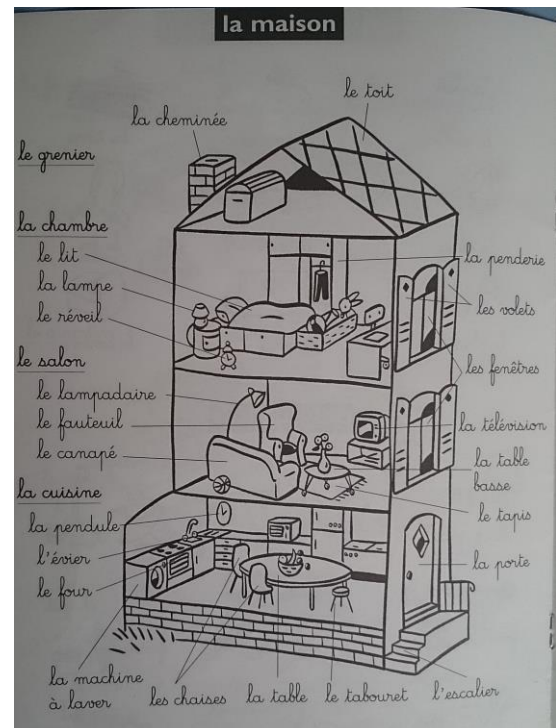 la maison
le toit
la cheminée
le grenier
la chambre
le lit
la lampe
le réveil
la penderie
les volets
le salon
les fenêtres
le lampadaire
le fauteuil
le canapé
la télévision
la table
basse
la cuisine
la pendule
l'évier
le four
le tapis
la porte
la machine
à laver
les chaises
la table
le tabouret
l'escalier